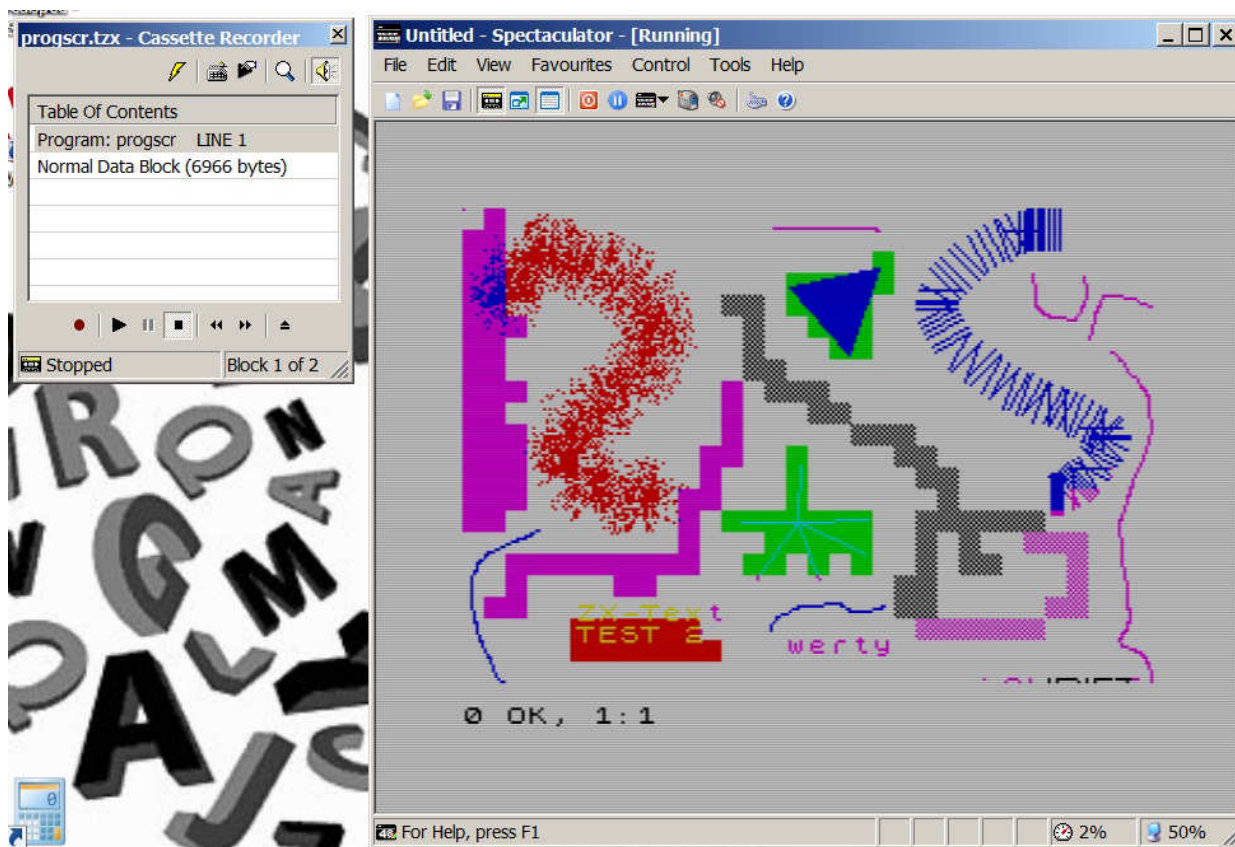 progscr.tzx - Cassette Recorder
Table Of Contents
Program: progscr LINE 1
Normal Data Block (6966 bytes)
Stopped
Block 1 of 2
Untitled - Spectaculator - [Running]
File Edit View Favourites Control Tools Help
ZX-Text
TEST 2
werty
0 OK, 1:1
For Help, press F1
2%
50%